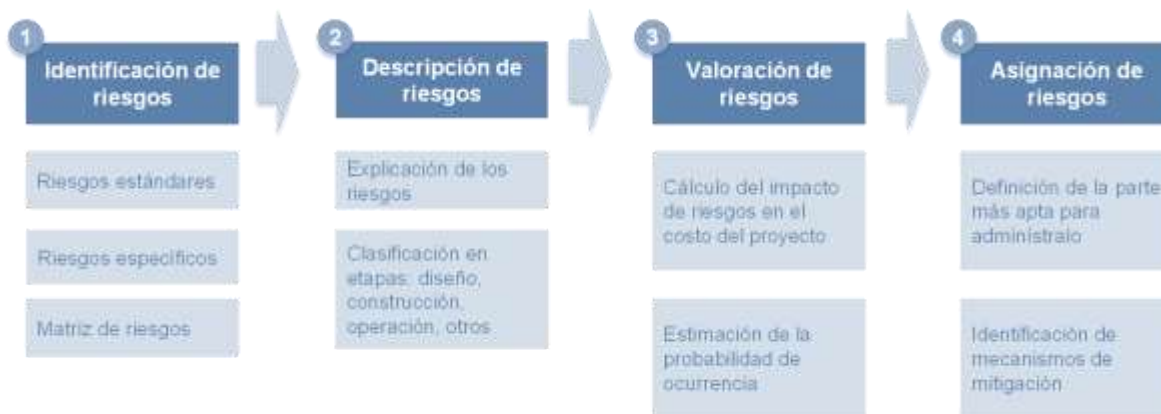 1
Identificación de
riesgos
Riesgos estándares
Riesgos específicos
Matriz de riesgos
2
Descripción de
riesgos
Explicación de los
riesgos
Clasificación en
etapas, diseño,
construcción,
operación, otros
3
Valoración de
riesgos
Cálculo del impacto
de riesgos en el
costo del proyecto
Estimación de la
probabilidad de
ocurrencia
4
Asignación de
riesgos
Definición de la parte
más apta para
adminístralo
Identificación de
mecanismos de
mitigación